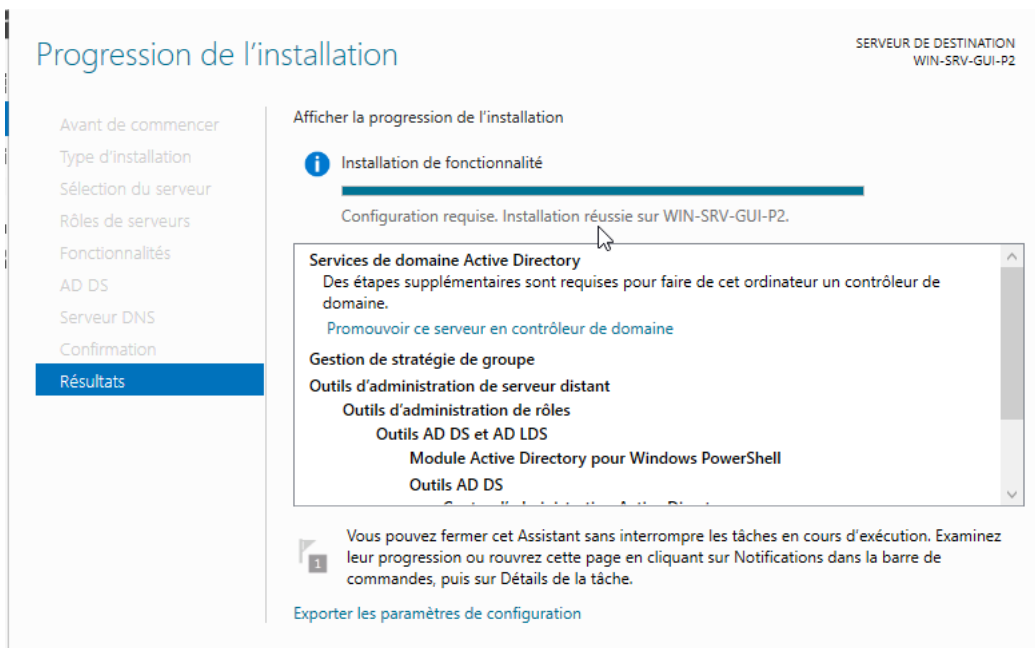 Progression de l'installation
SERVEUR DE DESTINATION
WIN-SRV-GUI-P2
Avant de commencer
Type d'installation
Sélection du serveur
Rôles de serveurs
Fonctionnalités
AD DS
Serveur DNS
Confirmation
Résultats
Afficher la progression de l'installation
Installation de fonctionnalité
Configuration requise. Installation réussie sur WIN-SRV-GUI-P2.
Services de domaine Active Directory
Des étapes supplémentaires sont requises pour faire de cet ordinateur un contrôleur de
domaine.
Promouvoir ce serveur en contrôleur de domaine
Gestion de stratégie de groupe
Outils d'administration de serveur distant
Outils d'administration de rôles
Outils AD DS et AD LDS
Module Active Directory pour Windows PowerShell
Outils AD DS
1
Vous pouvez fermer cet Assistant sans interrompre les tâches en cours d'exécution. Examinez
leur progression ou rouvrez cette page en cliquant sur Notifications dans la barre de
commandes, puis sur Détails de la tâche.
Exporter les paramètres de configuration